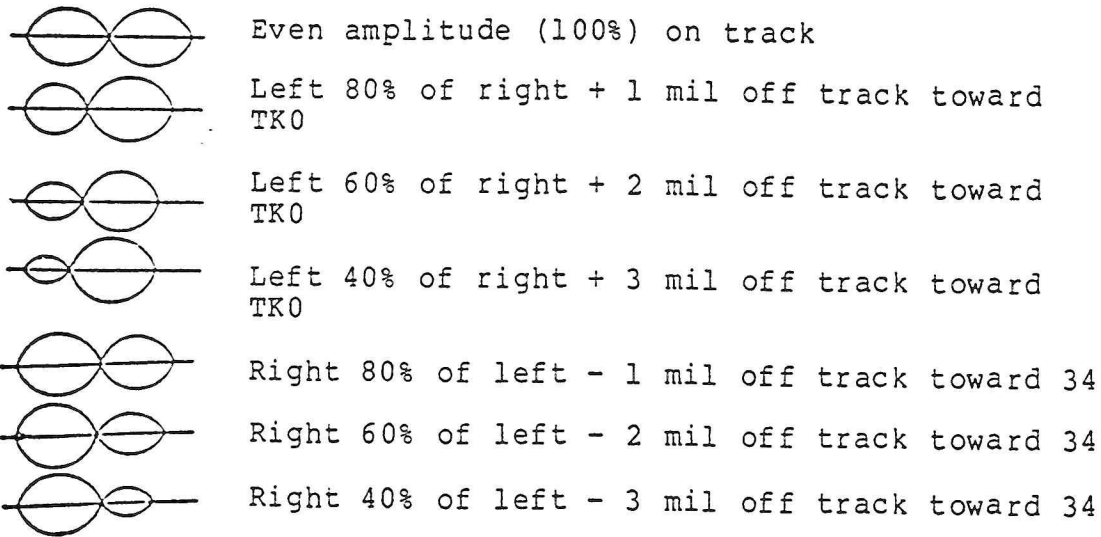 Even amplitude (100%) on track
Left 80% of right + 1 mil off track toward
TK0
Left 60% of right + 2 mil off track toward
TK0
Left 40% of right + 3 mil off track toward
TK0
Right 80% of left - 1 mil off track toward 34
Right 60% of left - 2 mil off track toward 34
Right 40% of left - 3 mil off track toward 34